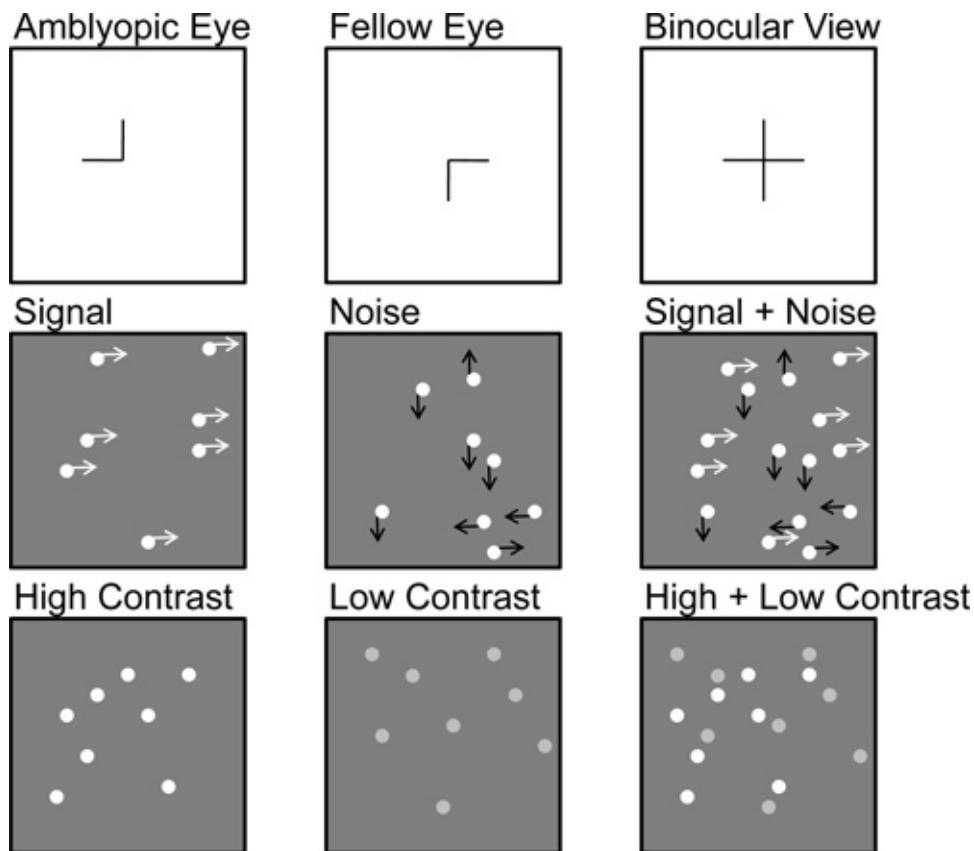 Amblyopic Eye
Fellow Eye
Binocular View
Signal
Noise
Signal + Noise
High Contrast
Low Contrast
High + Low Contrast